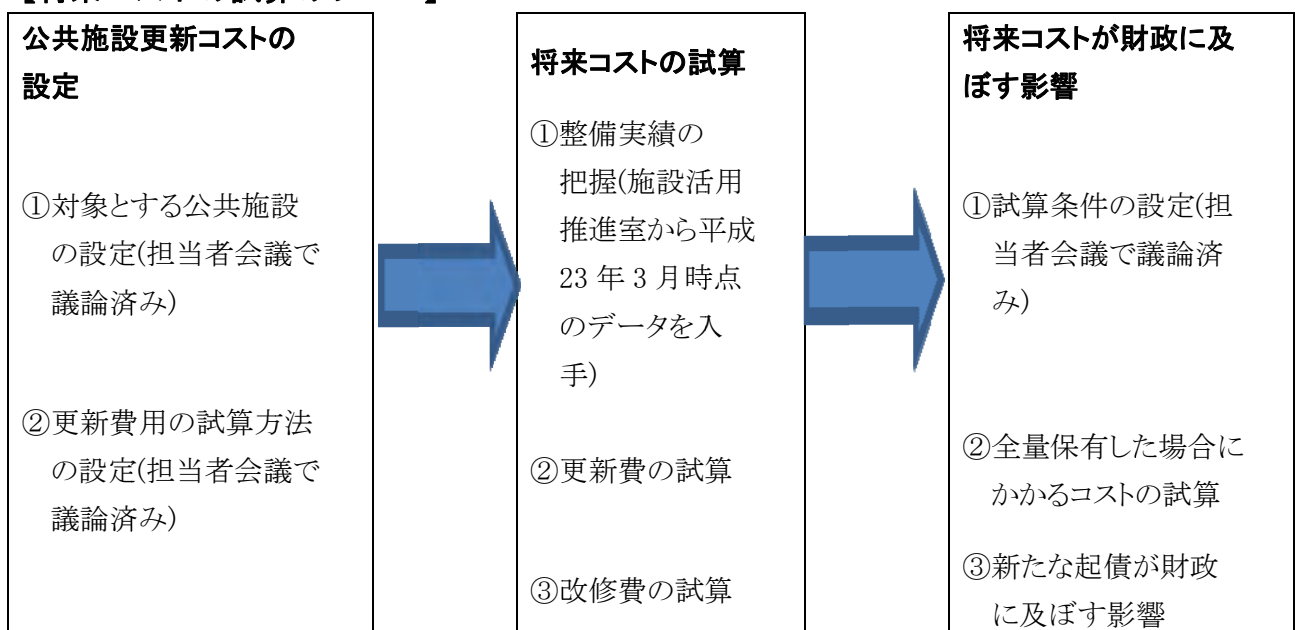 公共施設更新コストの
設定
①対象とする公共施設
の設定(担当者会議で
議論済み)
②更新費用の試算方法
の設定(担当者会議で
議論済み)
将来コストの試算
①整備実績の
把握(施設活用
推進室から平成
23 年 3 月時点
のデータを入
手)
②更新費の試算
③改修費の試算
将来コストが財政に及
ぼす影響
①試算条件の設定(担
当者会議で議論済
み)
②全量保有した場合に
かかるコストの試算
③新たな起債が財政
に及ぼす影響